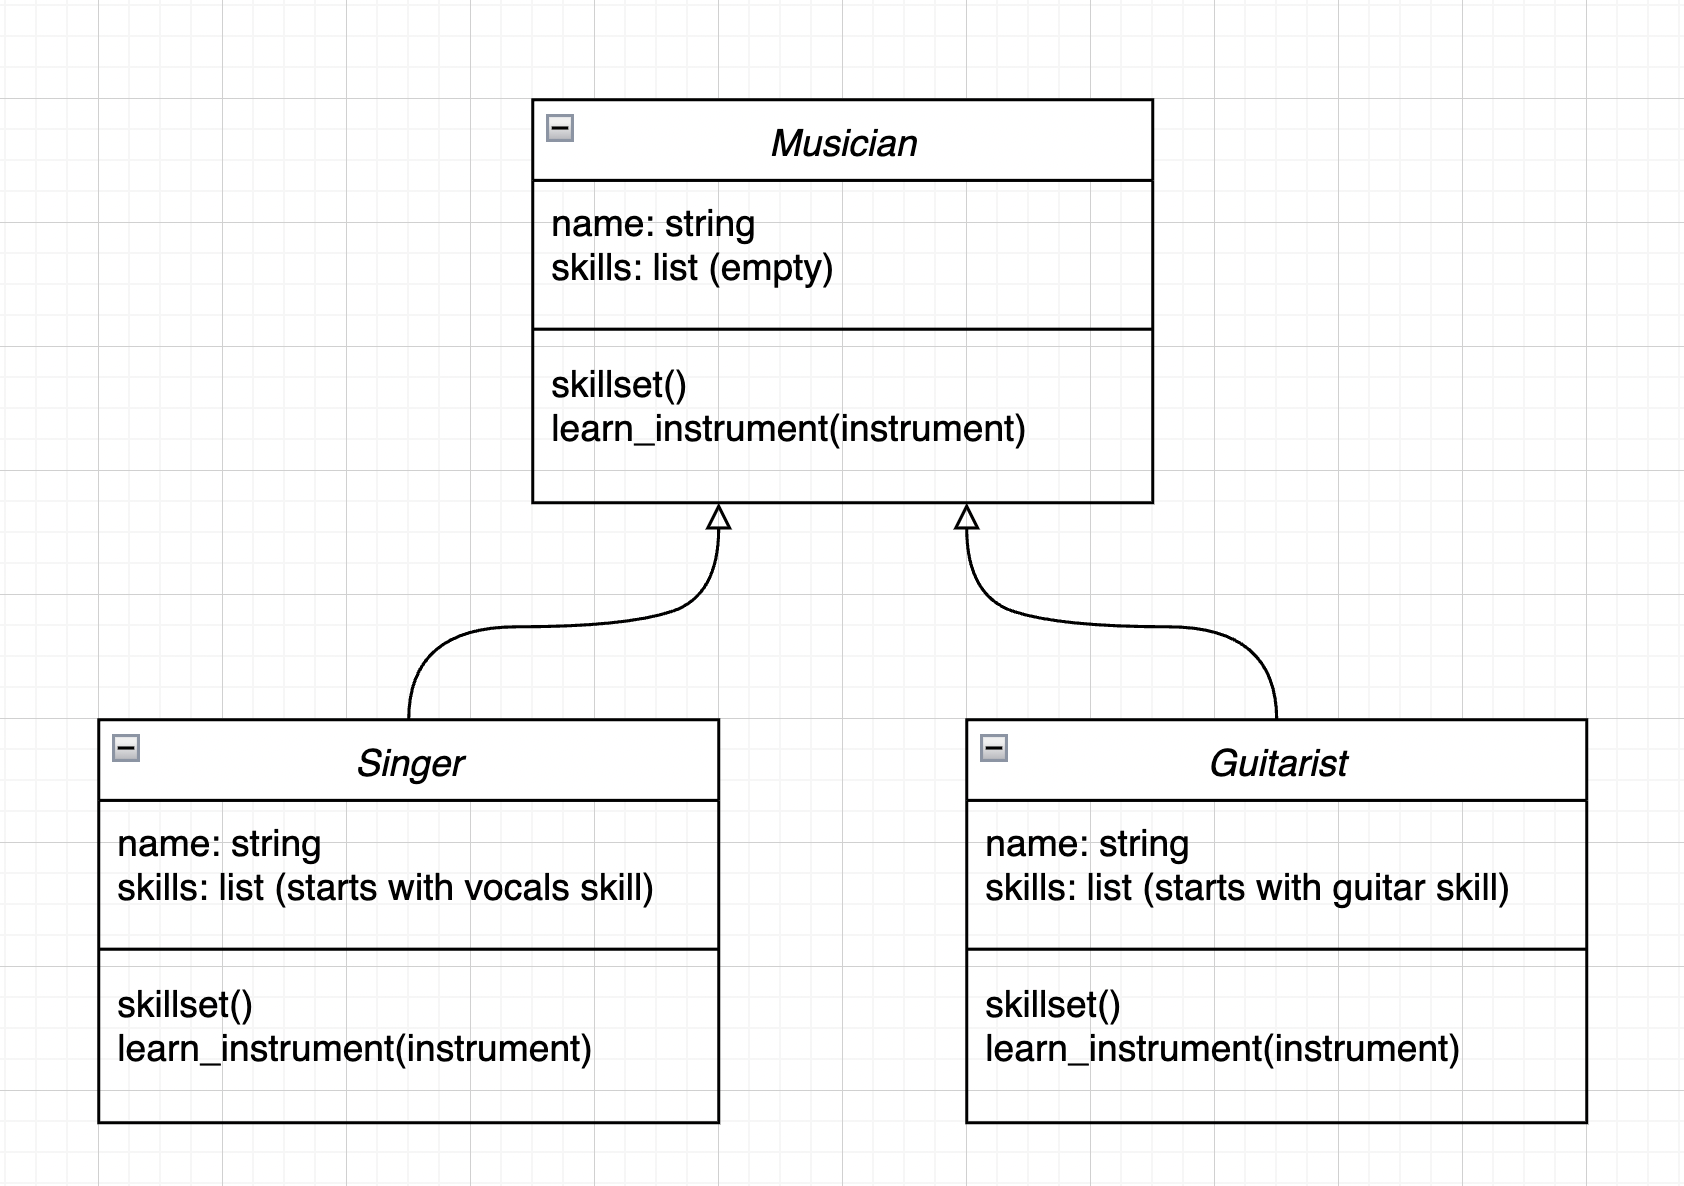 Musician
name: string
skills: list (empty)
skillset()
learn_instrument(instrument)
Singer
name: string
skills: list (starts with vocals skill)
skillset()
learn_instrument(instrument)
Guitarist
name: string
skills: list (starts with guitar skill)
skillset()
learn_instrument(instrument)